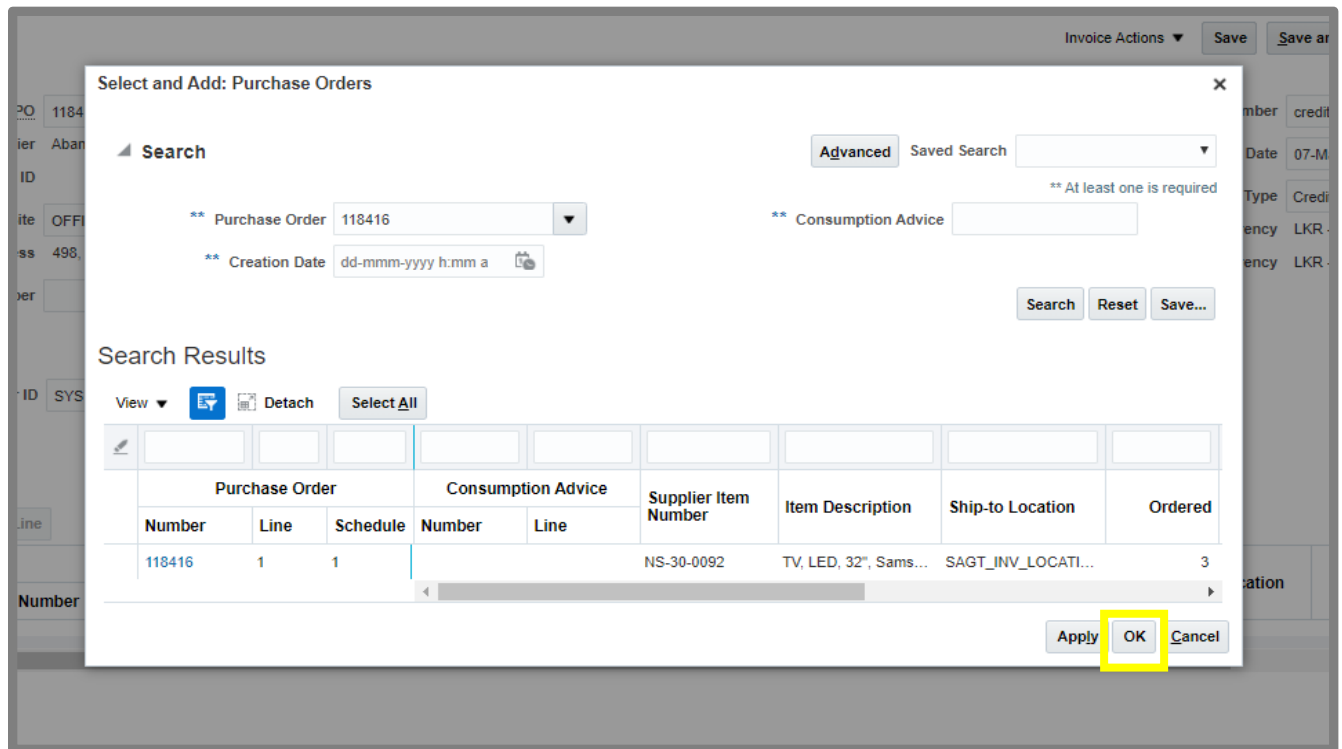 Invoice Actions Save Save ar
Select and Add: Purchase Orders
PO 1184 mber credit
Search Advanced Saved Search
ier Aban Date 07-M
ID ** At least one is required
Type Credi
ite OFFI ** Purchase Order 118416 ** Consumption Advice
ency LKR -
ss 498, ** Creation Date dd-mmm-yyyy h:mm a ency LKR -
ber Search Reset Save...
Search Results
ID SYS View Detach Select All
Purchase Order Consumption Advice Supplier Item Number Item Description Ship-to Location Ordered
Line Number Line Schedule Number Line
118416 1 1 NS-30-0092 TV, LED, 32", Sams... SAGT_INV_LOCATI... 3
Number cation
Apply OK Cancel